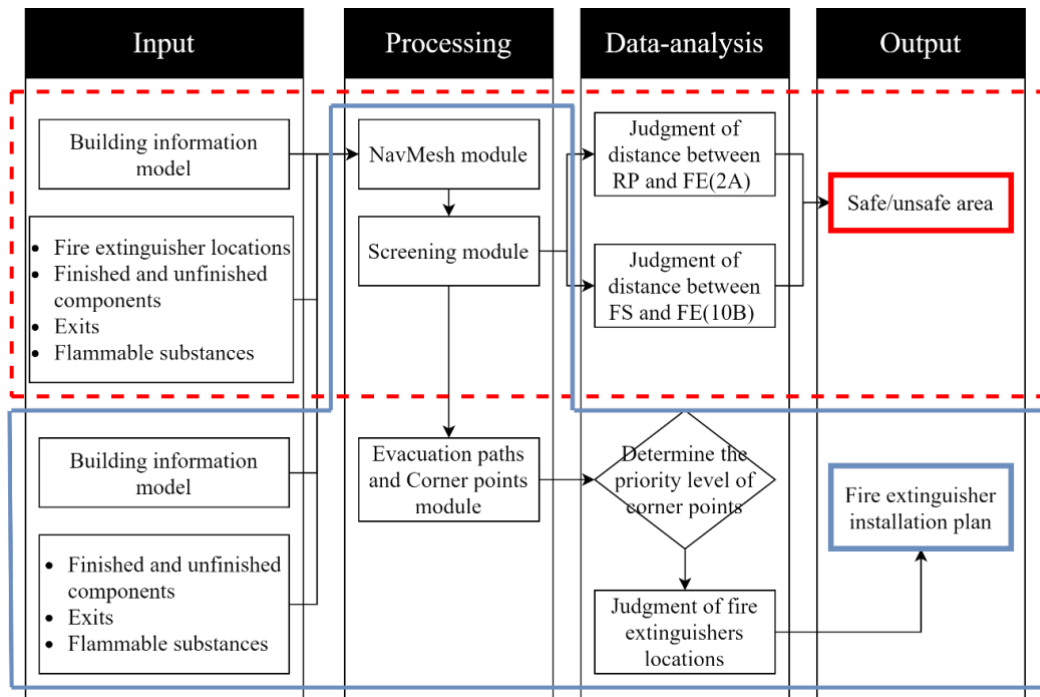 Input
Processing
Data-analysis
Output
Building information
model
• Fire extinguisher locations
• Finished and unfinished
components
• Exits
• Flammable substances
NavMesh module
Screening module
Judgment of
distance between
RP and FE(2A)
Judgment of
distance between
FS and FE(10B)
Safe/unsafe area
Building information
model
• Finished and unfinished
components
• Exits
• Flammable substances
Evacuation paths
and Corner points
module
Determine the
priority level of
corner points
Judgment of fire
extinguishers
locations
Fire extinguisher
installation plan